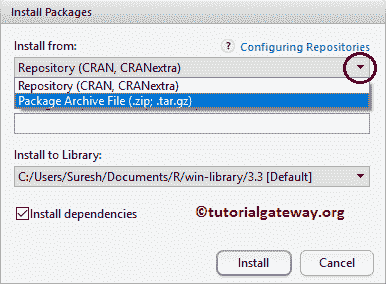 Install Packages
Install from:
? Configuring Repositories
Repository (CRAN, CRANextra)
Repository (CRAN, CRANextra)
Package Archive File (.zip; .tar.gz)
Install to Library:
C:/Users/Suresh/Documents/R/win-library/3.3 [Default]
Install dependencies
©tutorialgateway.org
Install
Cancel